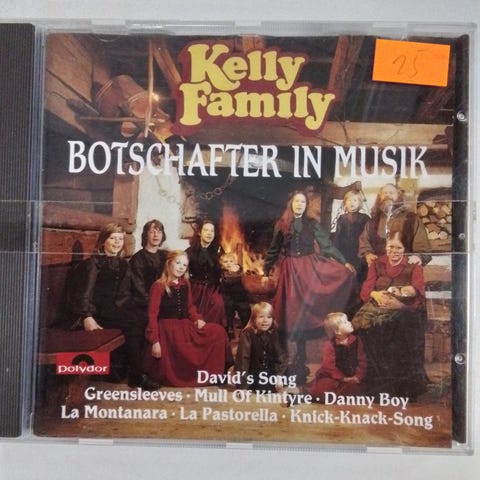 Kelly
Family
25
BOTSCHAFTER IN MUSIK
Polydor
David's Song
Greensleeves · Mull Of Kintyre · Danny Boy
La Montanara · La Pastorella · Knick-Knack-Song